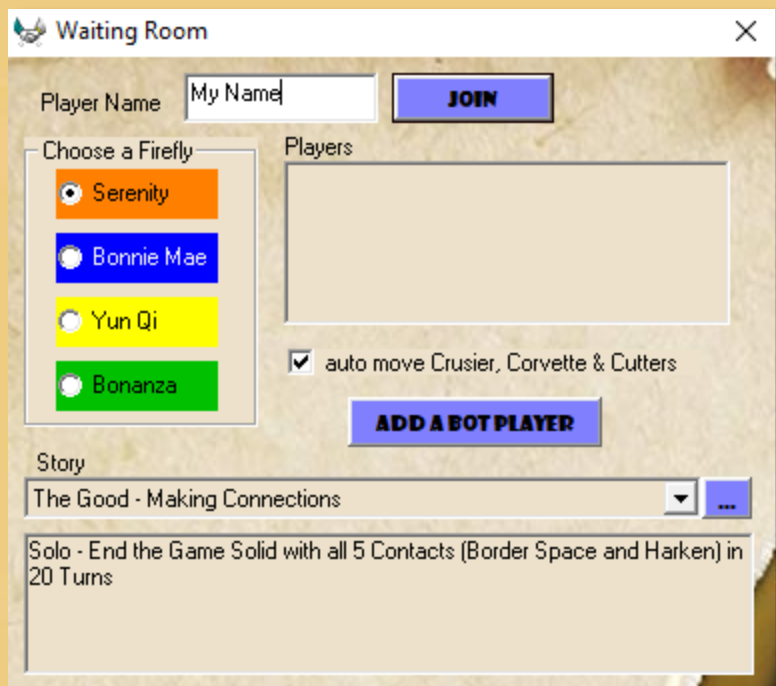 Waiting Room
Player Name My Name JOIN
Choose a Firefly
Serenity
Bonnie Mae
Yun Qi
Bonanza
Players
auto move Crusier, Corvette & Cutters
ADD A BOT PLAYER
Story
The Good - Making Connections ...
Solo - End the Game Solid with all 5 Contacts (Border Space and Harken) in
20 Turns